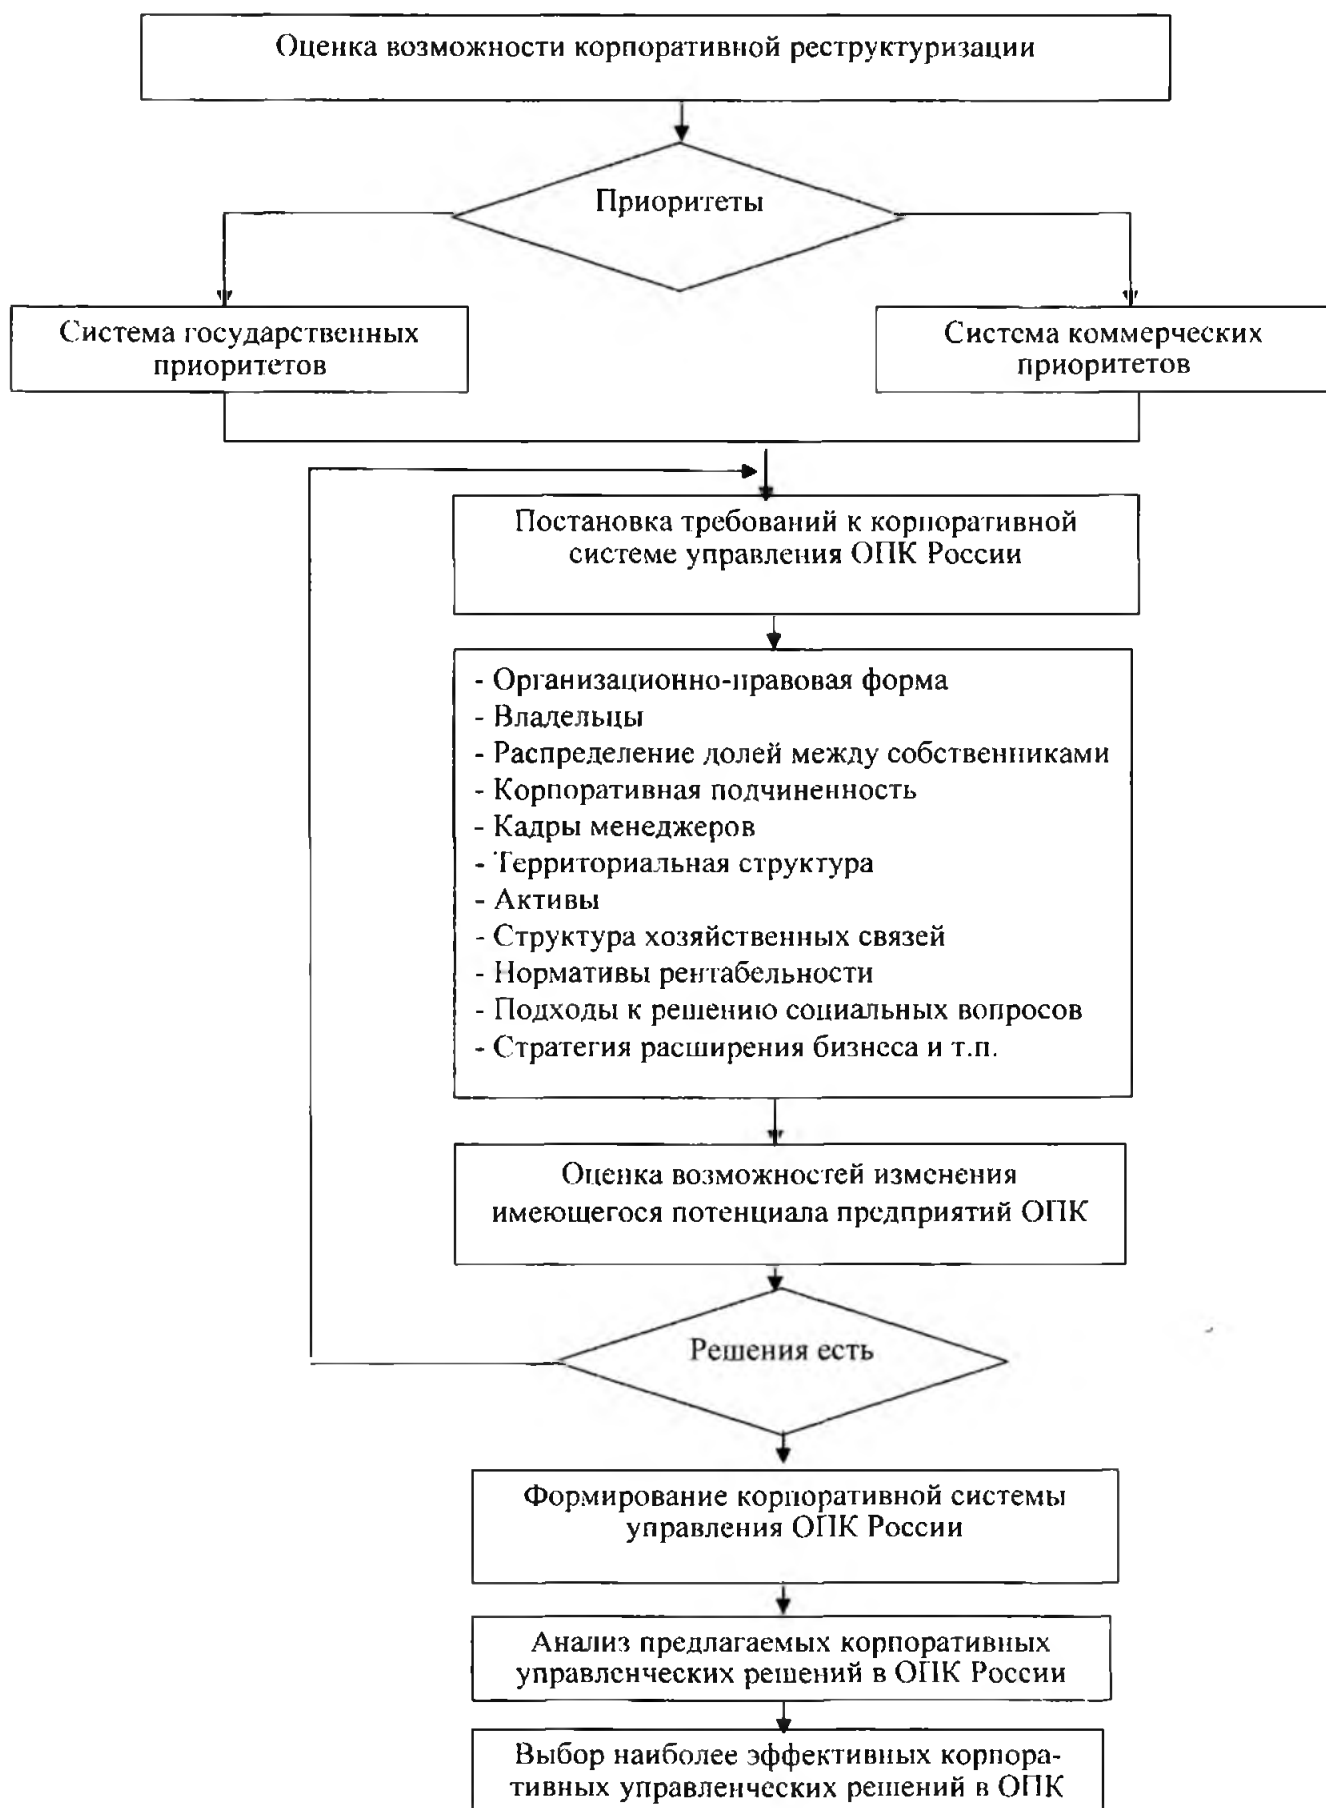 Оценка возможности корпоративной реструктуризации
Приоритеты
Система государственных
приоритетов
Система коммерческих
приоритетов
Постановка требований к корпоративной
системе управления ОПК России
- Организационно-правовая форма
- Владельцы
- Распределение долей между собственниками
- Корпоративная подчиненность
- Кадры менеджеров
- Территориальная структура
- Активы
- Структура хозяйственных связей
- Нормативы рентабельности
- Подходы к решению социальных вопросов
- Стратегия расширения бизнеса и т.п.
Оценка возможностей изменения
имеющегося потенциала предприятий ОПК
Решения есть
Формирование корпоративной системы
управления ОПК России
Анализ предлагаемых корпоративных
управленческих решений в ОПК России
Выбор наиболее эффективных корпора-
тивных управленческих решений в ОПК